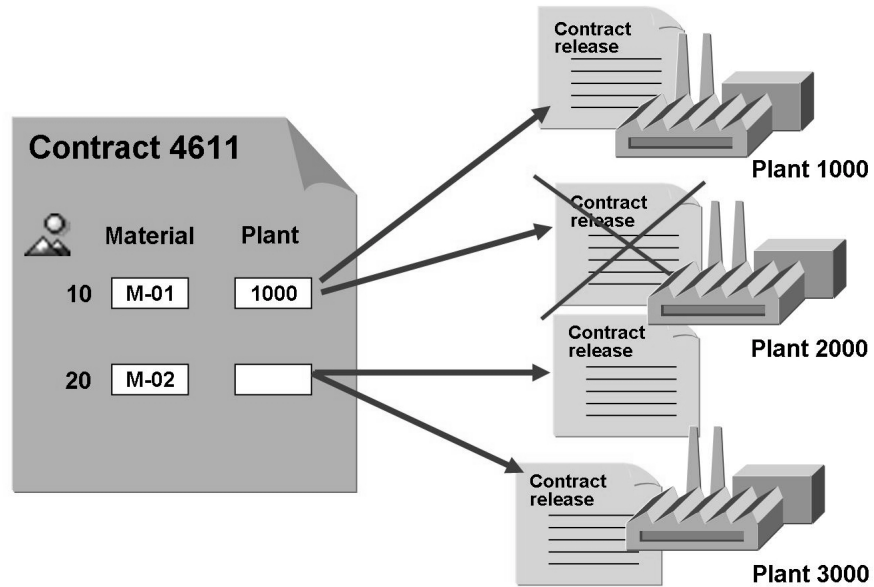 Contract
release
Plant 1000
Contract 4611
Material Plant
10 M-01 1000
20 M-02
Contract
release
Plant 2000
Contract
release
Contract
release
Plant 3000